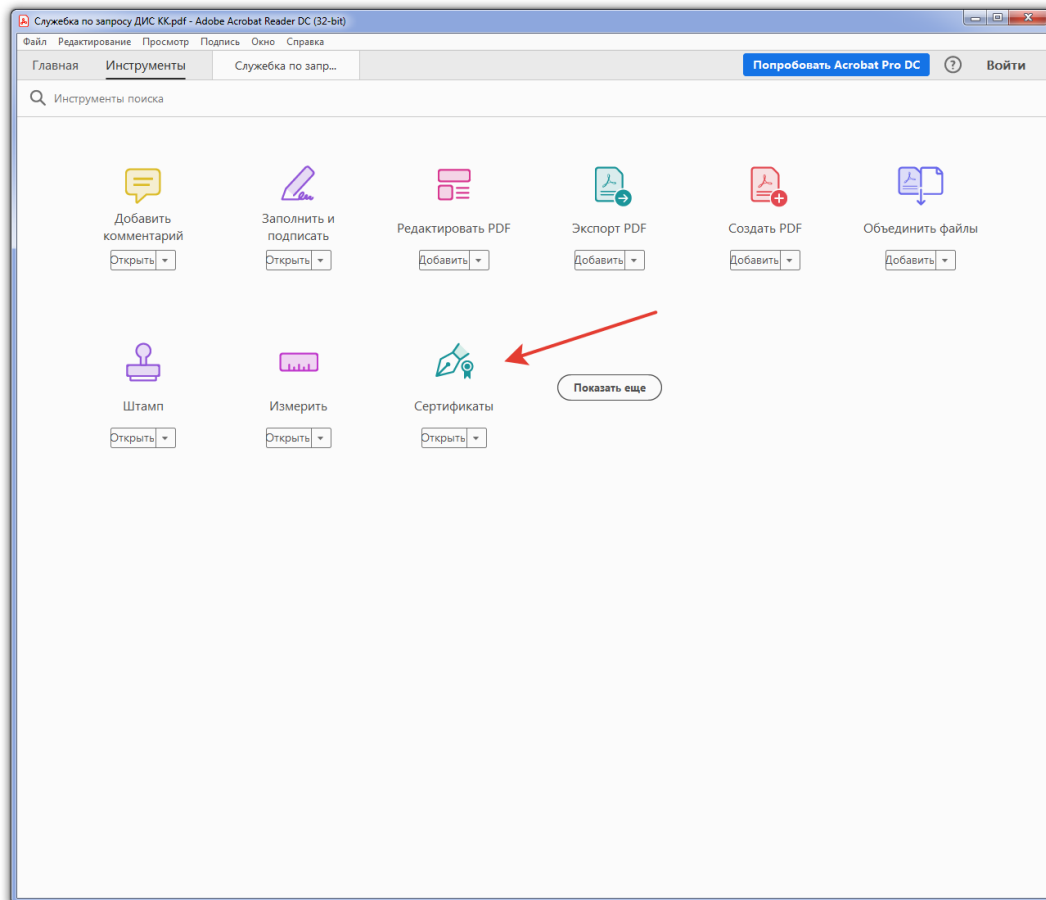 Служебка по запросу ДИС КК.pdf - Adobe Acrobat Reader DC (32-bit)
Файл Редактирование Просмотр Подпись Окно Справка
Главная Инструменты Служебка по запр... Попробовать Acrobat Pro DC ? Войти
Инструменты поиска
Добавить комментарий
Открыть
Заполнить и подписать
Открыть
Редактировать PDF
Добавить
Экспорт PDF
Добавить
Создать PDF
Добавить
Объединить файлы
Добавить
Штамп
Открыть
Измерить
Открыть
Сертификаты
Открыть
Показать еще